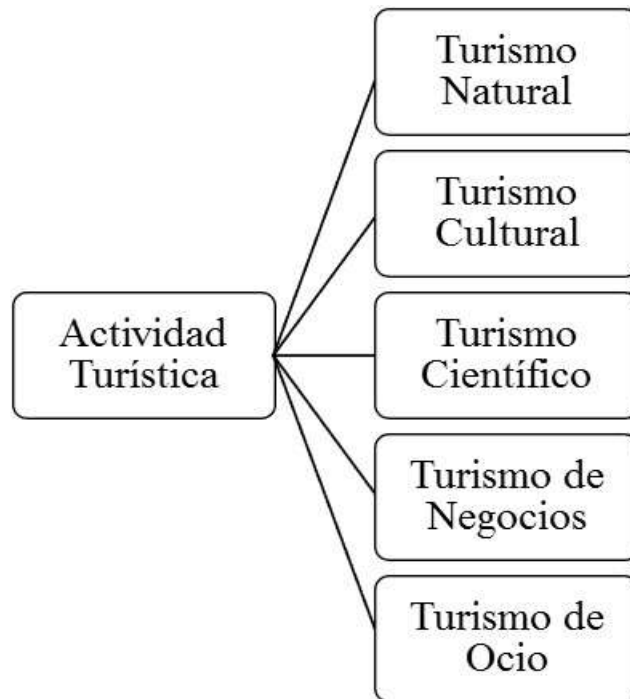 Turismo
Natural
Turismo
Cultural
Actividad
Turística
Turismo
Científico
Turismo de
Negocios
Turismo de
Ocio